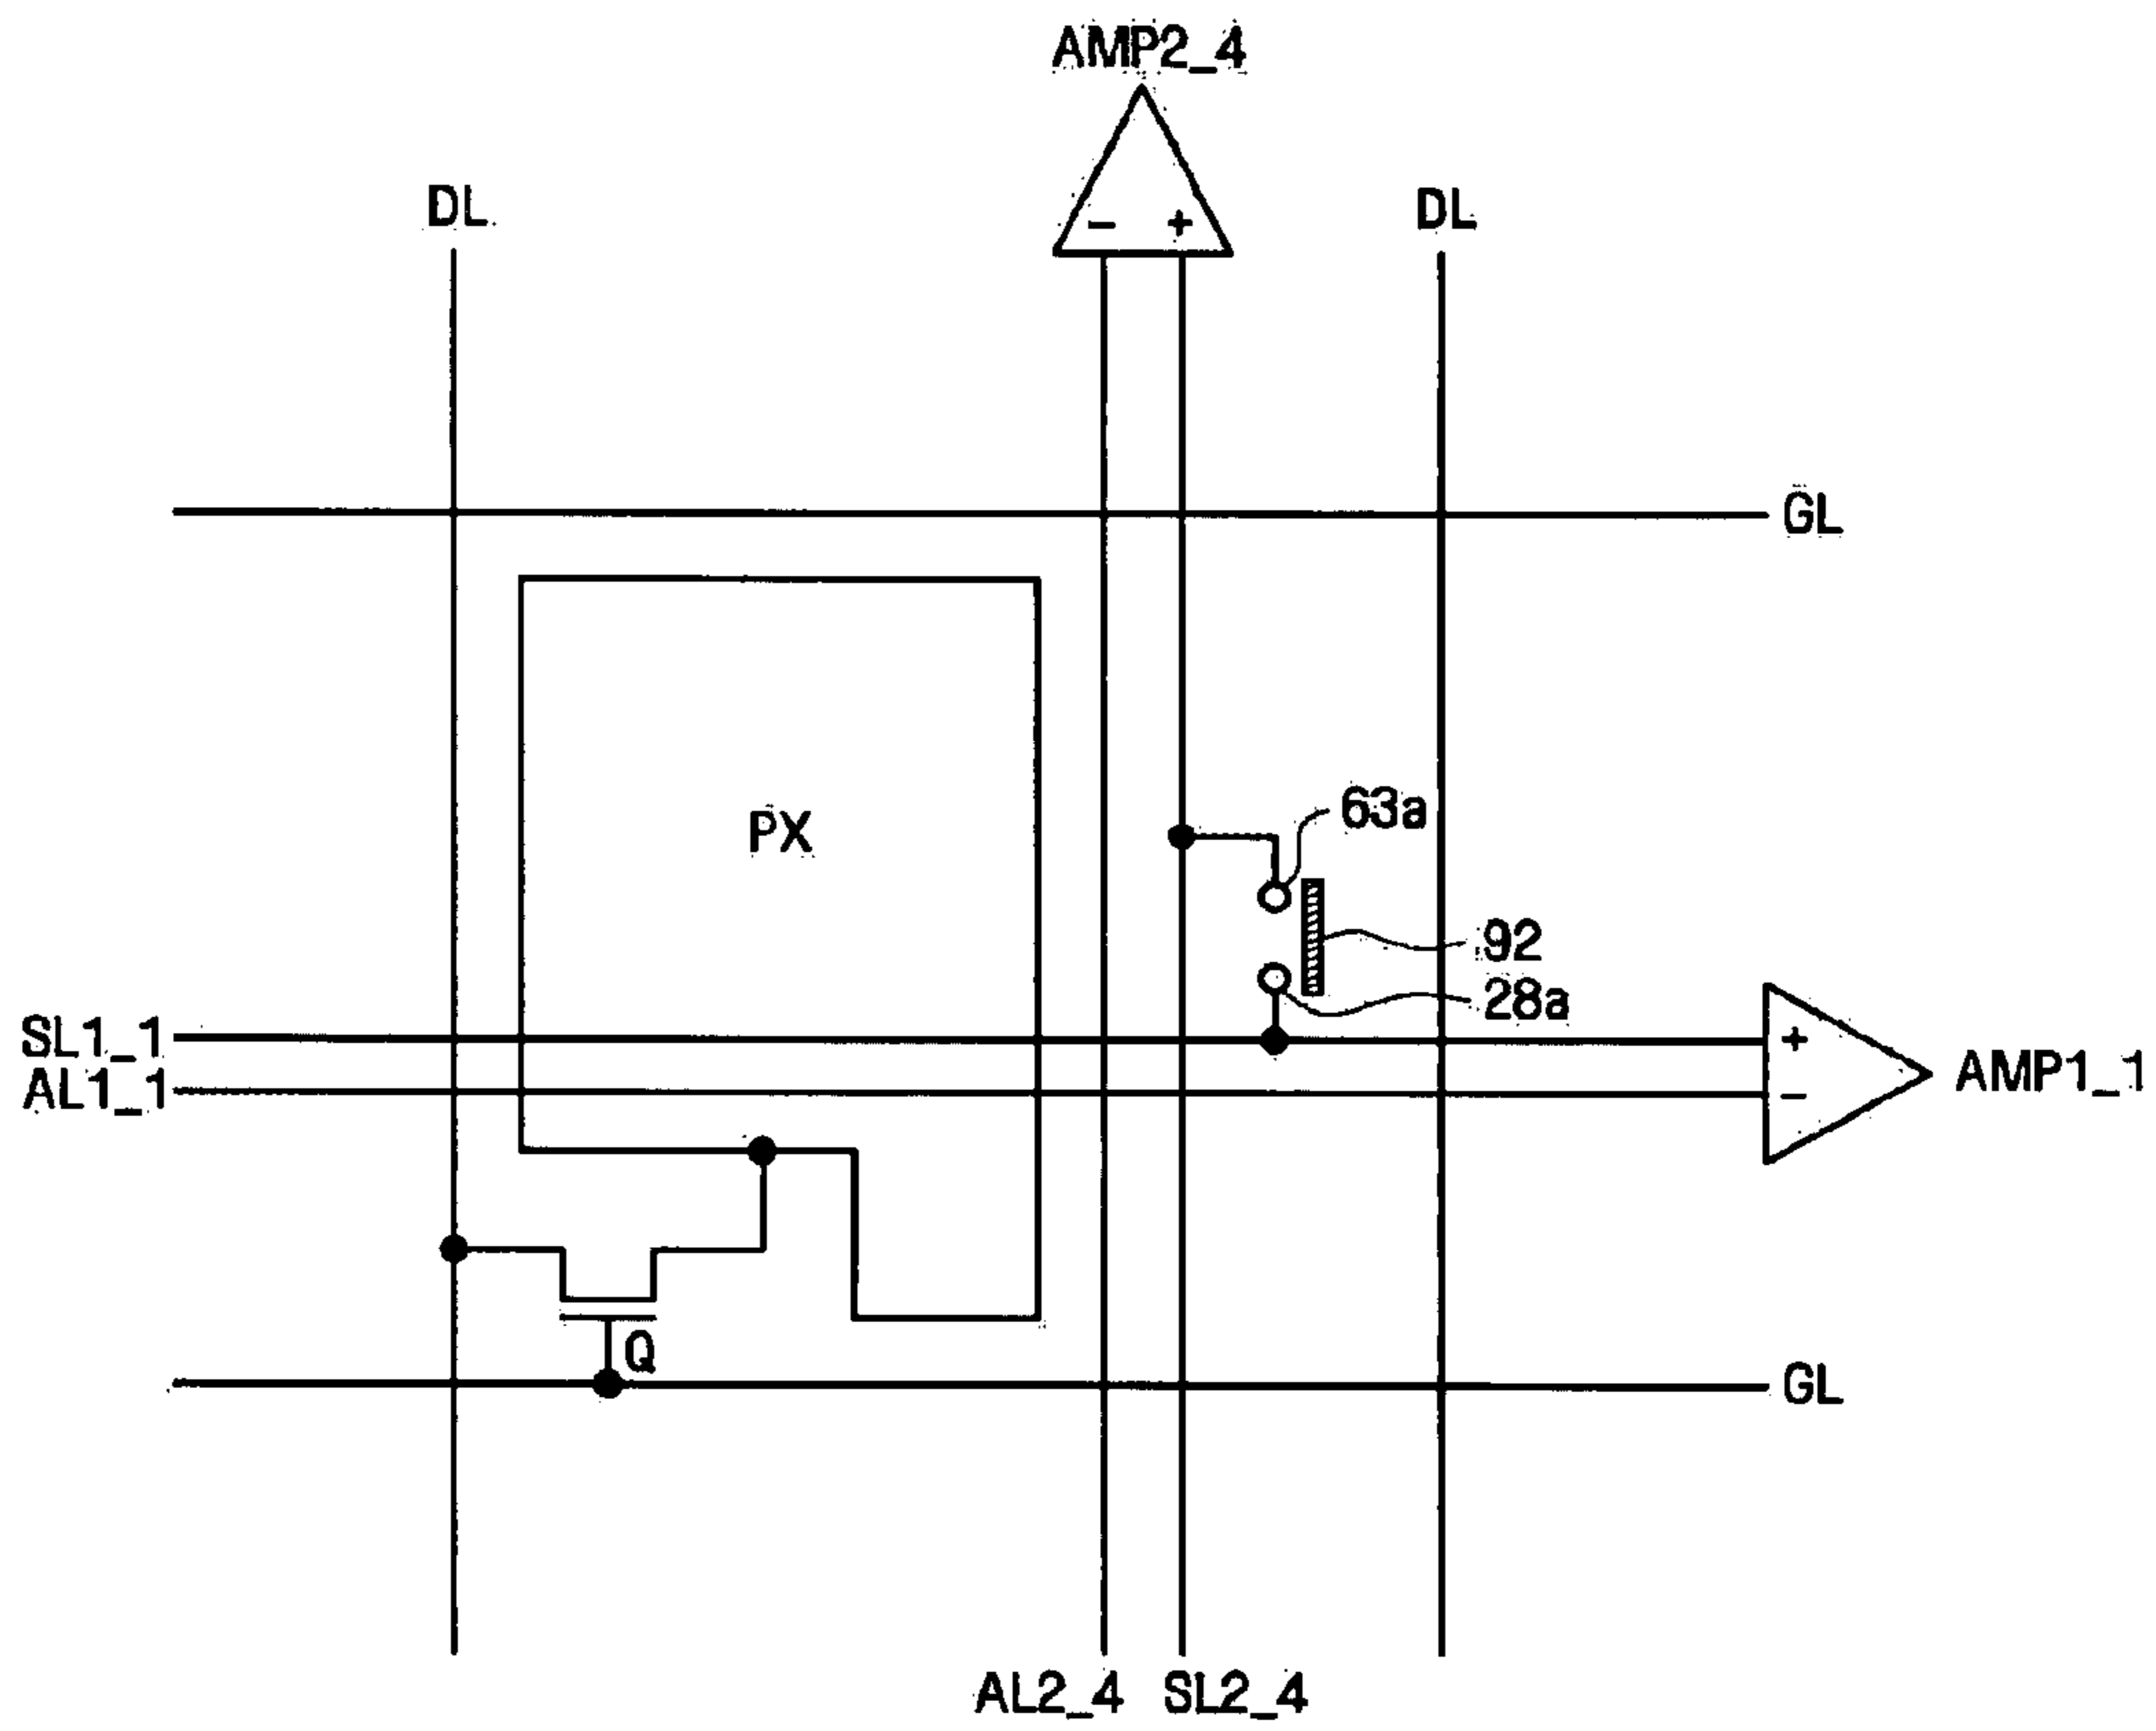 AMP2_4
DL
DL
- +
GL
PX
63a
92
28a
SL1_1
+
AL1_1
-
AMP1_1
Q
GL
AL2_4 SL2_4